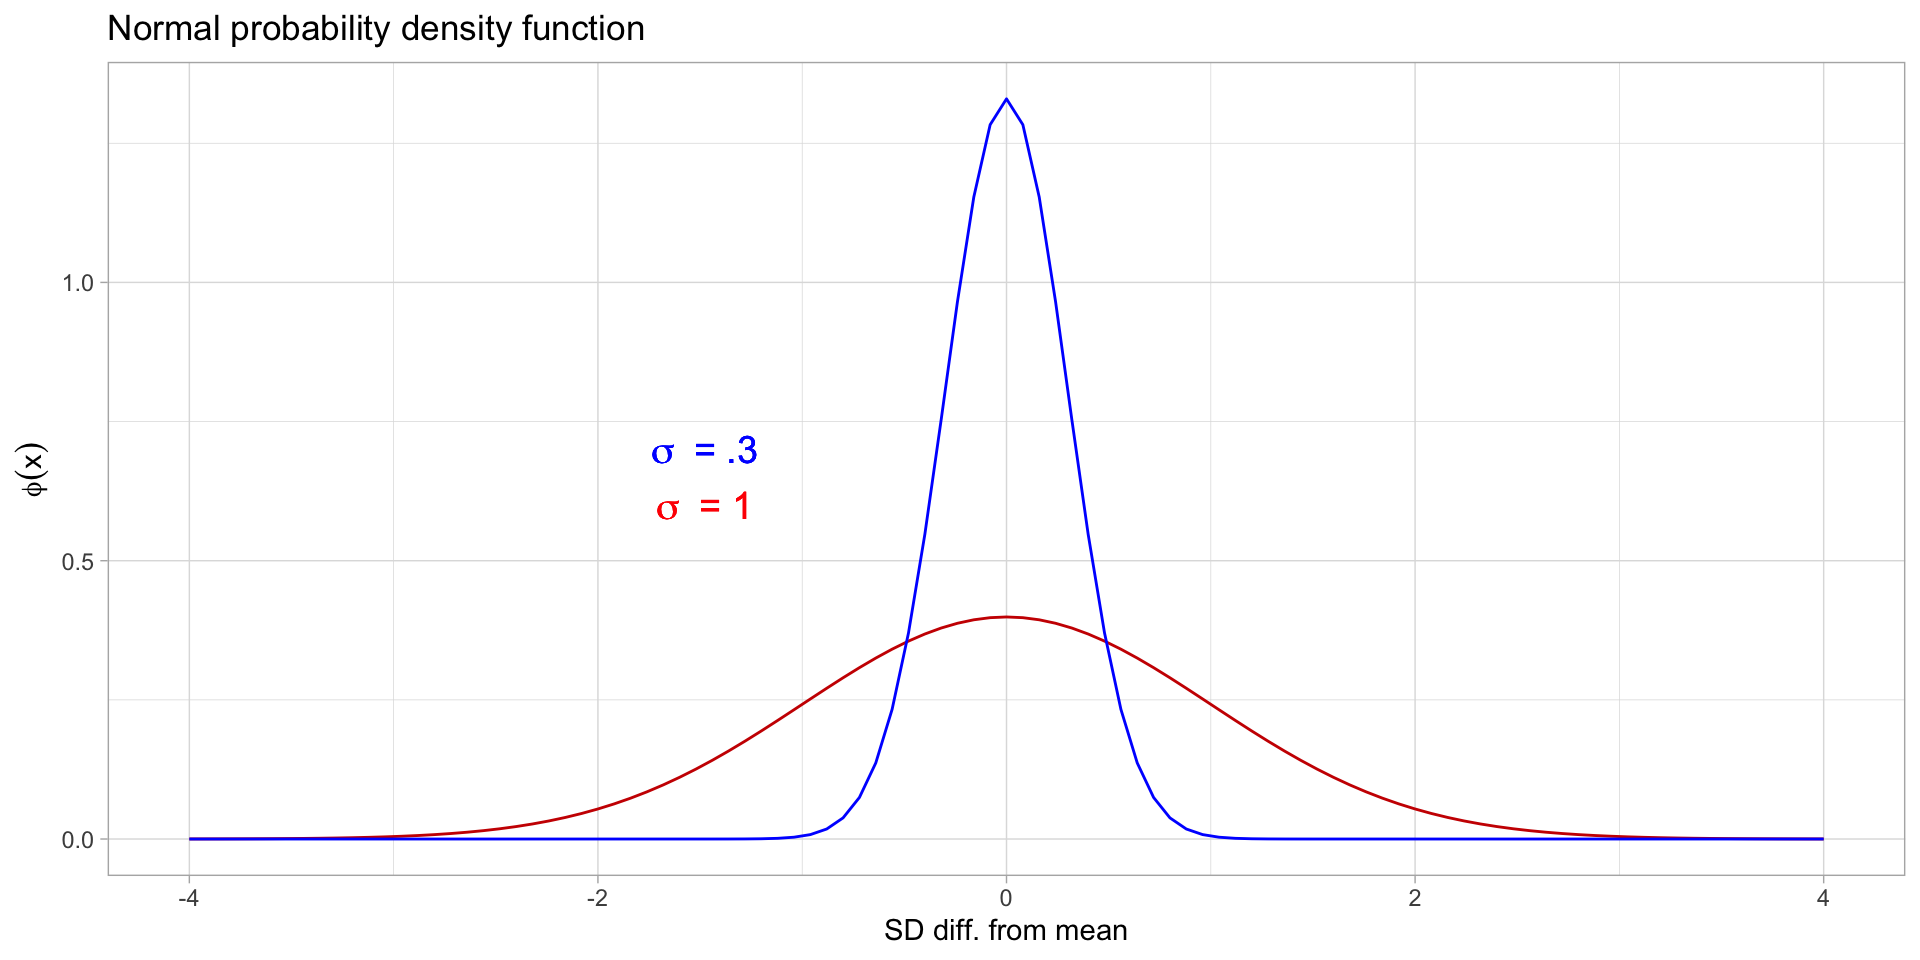 Normal probability density function
ϕ(x)
1.0
0.5
0.0
σ = .3
σ = 1
-4 -2 0 2 4
SD diff. from mean